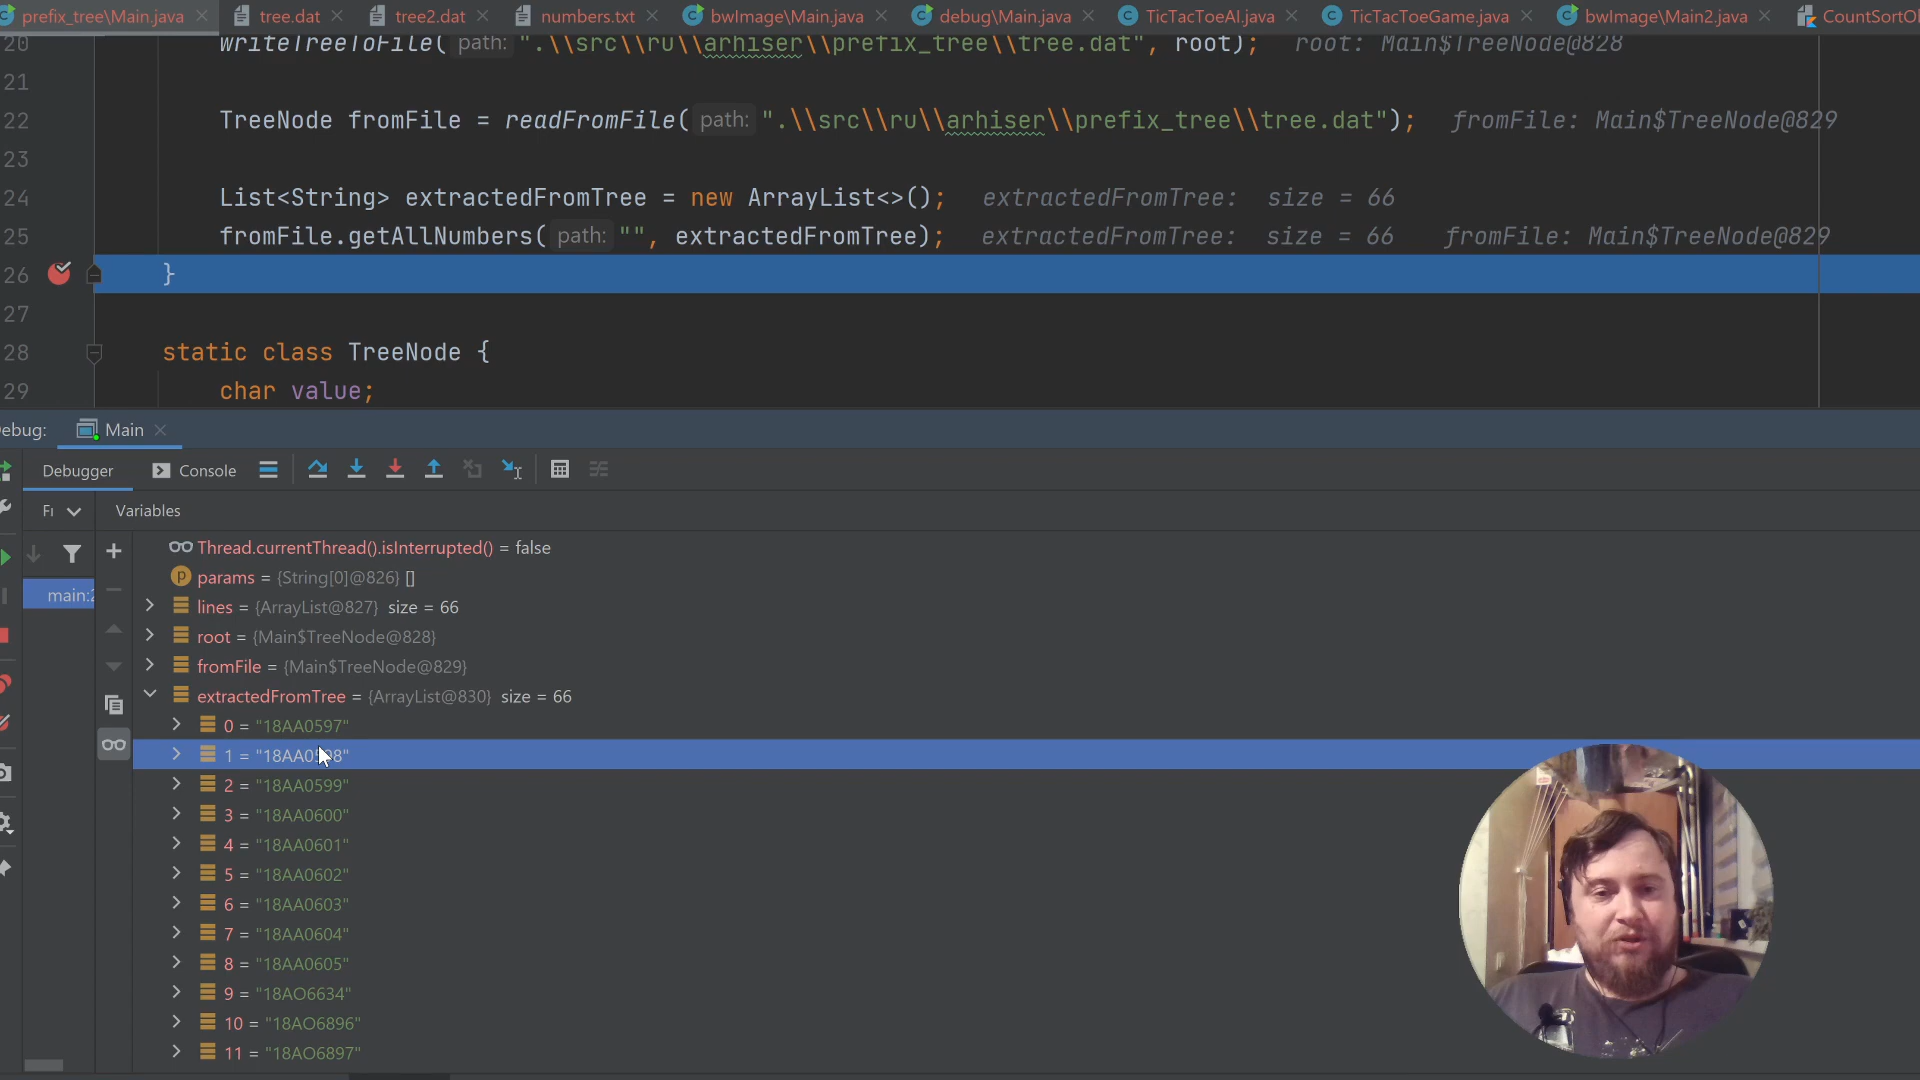 prefix_tree\Main.java tree.dat tree2.dat numbers.txt bwImage\Main.java debug\Main.java TicTacToeAI.java TicTacToeGame.java bwImage\Main2.java
20 writeTreeToFile( path: ".\\src\\ru\\arhiser\\prefix_tree\\tree.dat", root); root: Main$TreeNode@828
21
22 TreeNode fromFile = readFromFile( path: ".\\src\\ru\\arhiser\\prefix_tree\\tree.dat"); fromFile: Main$TreeNode@829
23
24 List<String> extractedFromTree = new ArrayList<>(); extractedFromTree: size = 66
25 fromFile.getAllNumbers( path: "", extractedFromTree); extractedFromTree: size = 66 fromFile: Main$TreeNode@829
26 }
27
28 static class TreeNode {
29 char value;
ebug: Main
Debugger Console
Fr Variables
Thread.currentThread().isInterrupted() = false
params = {String[0]@826} []
main:2
lines = {ArrayList@827} size = 66
root = {Main$TreeNode@828}
fromFile = {Main$TreeNode@829}
extractedFromTree = {ArrayList@830} size = 66
0 = "18AA0597"
1 = "18AA0598"
2 = "18AA0599"
3 = "18AA0600"
4 = "18AA0601"
5 = "18AA0602"
6 = "18AA0603"
7 = "18AA0604"
8 = "18AA0605"
9 = "18AO6634"
10 = "18AO6896"
11 = "18AO6897"